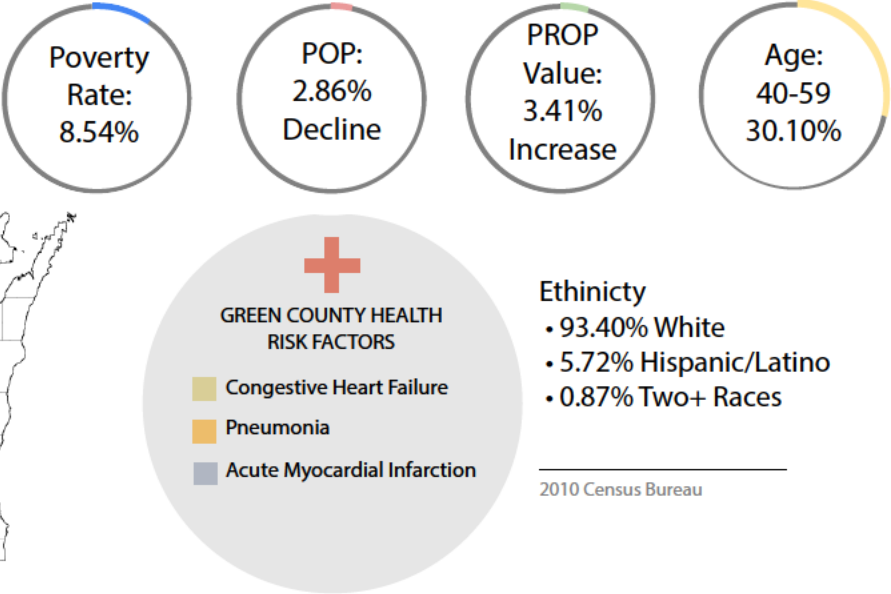 Poverty
Rate:
8.54%
POP:
2.86%
Decline
PROP
Value:
3.41%
Increase
Age:
40-59
30.10%
GREEN COUNTY HEALTH
RISK FACTORS
Congestive Heart Failure
Pneumonia
Acute Myocardial Infarction
Ethinicty
• 93.40% White
• 5.72% Hispanic/Latino
• 0.87% Two+ Races
2010 Census Bureau